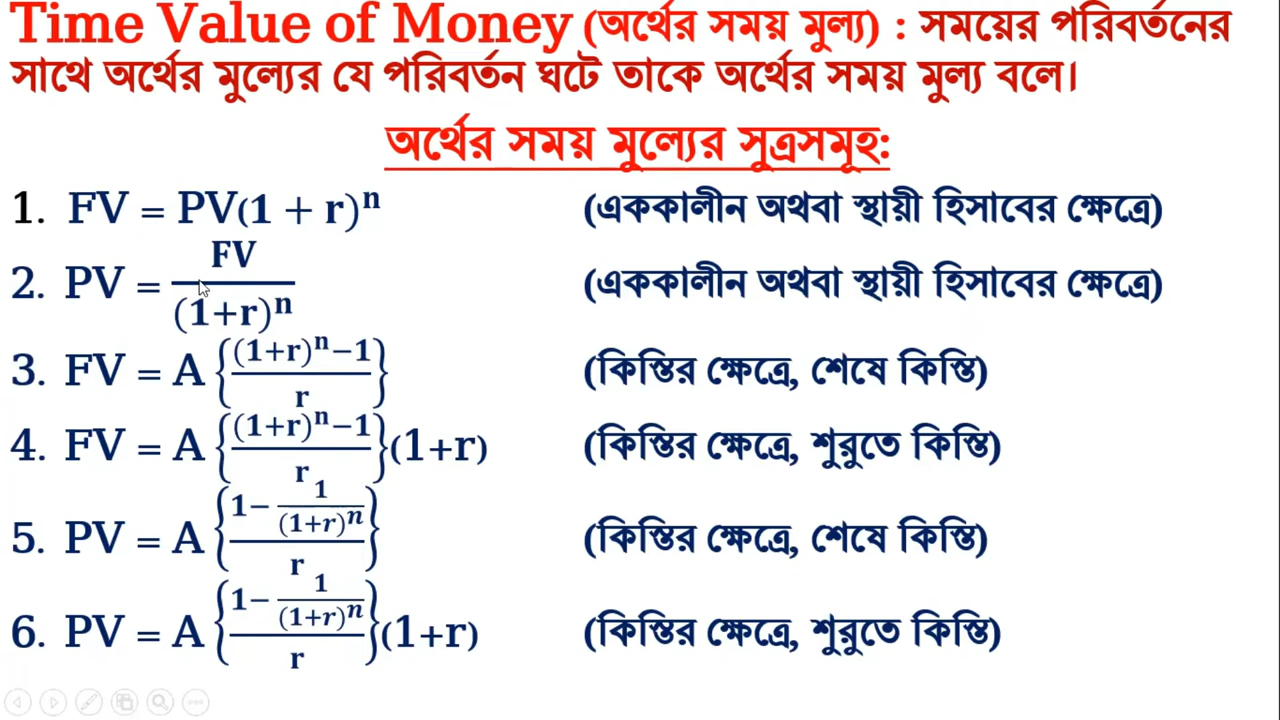 Time Value of Money (অর্থের সময় মুল্য) : সময়ের পরিবর্তনের
সাথে অর্থের মুল্যের যে পরিবর্তন ঘটে তাকে অর্থের সময় মুল্য বলে।
অর্থের সময় মুল্যের সুত্রসমূহ:
1. FV = PV(1 + r)ⁿ (এককালীন অথবা স্থায়ী হিসাবের ক্ষেত্রে)
2. PV = FV/(1+r)ⁿ (এককালীন অথবা স্থায়ী হিসাবের ক্ষেত্রে)
3. FV = A {((1+r)ⁿ−1)/r} (কিস্তির ক্ষেত্রে, শেষে কিস্তি)
4. FV = A {((1+r)ⁿ−1)/r}(1+r) (কিস্তির ক্ষেত্রে, শুরুতে কিস্তি)
5. PV = A {(1− 1/(1+r)ⁿ)/r} (কিস্তির ক্ষেত্রে, শেষে কিস্তি)
6. PV = A {(1− 1/(1+r)ⁿ)/r}(1+r) (কিস্তির ক্ষেত্রে, শুরুতে কিস্তি)